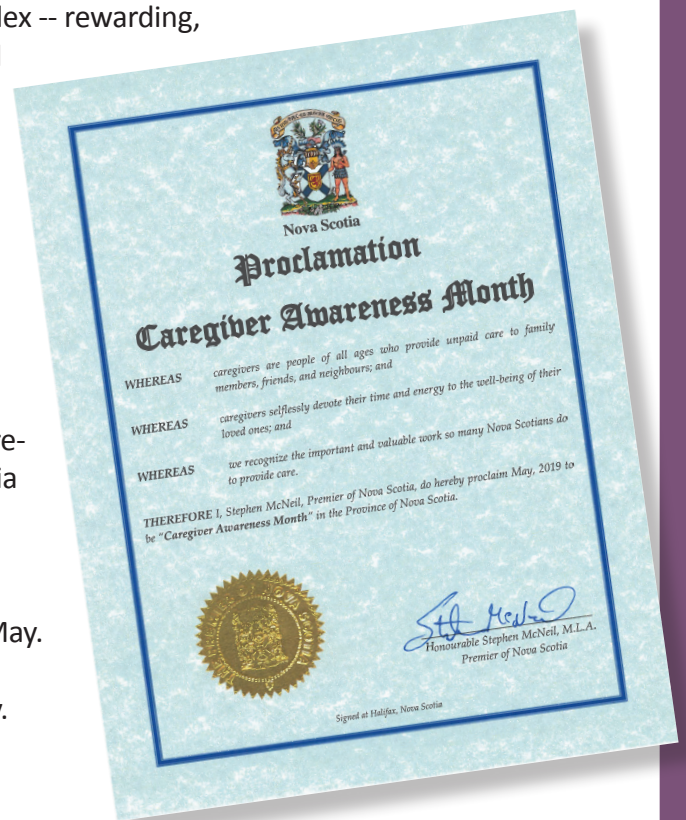 lex -- rewarding,
Nova Scotia
Proclamation
Caregiver Awareness Month
WHEREAS caregivers are people of all ages who provide unpaid care to family
members, friends, and neighbours; and
WHEREAS caregivers selflessly devote their time and energy to the well-being of their
loved ones; and
WHEREAS we recognize the important and valuable work so many Nova Scotians do
to provide care.
THEREFORE I, Stephen McNeil, Premier of Nova Scotia, do hereby proclaim May, 2019 to
be "Caregiver Awareness Month" in the Province of Nova Scotia.
re-
ia
May.
Honourable Stephen McNeil, M.L.A.
Premier of Nova Scotia
Signed at Halifax, Nova Scotia